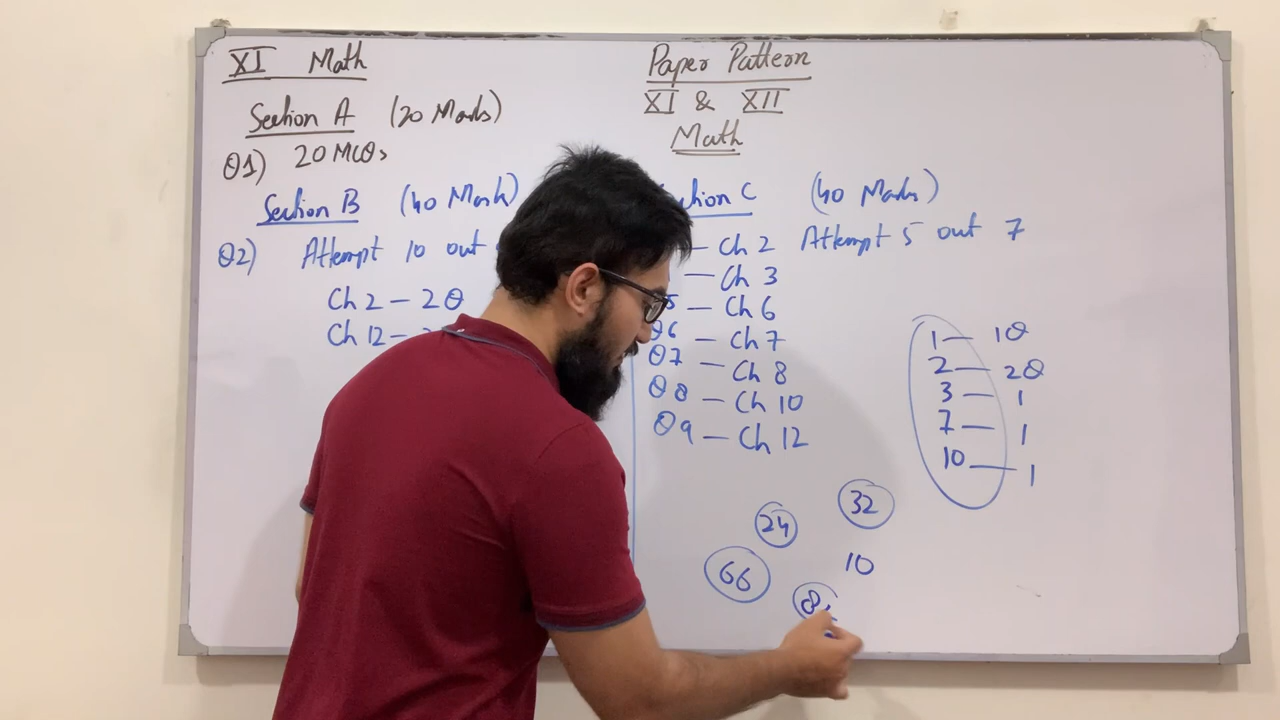 XI Math
Section A (20 Marks)
Q1) 20 MCQs
Section B (40 Mark)
Q2) Attempt 10 out
Ch 2 – 2Q
Ch 12 –
Paper Pattern
XI & XII
Math
C (40 Marks)
– Ch 2 Attempt 5 out 7
– Ch 3
5 – Ch 6
Q6 – Ch 7
Q7 – Ch 8
Q8 – Ch 10
Q9 – Ch 12
1 – 1Q
2 – 2Q
3 – 1
7 – 1
10 – 1
24 32
66 10